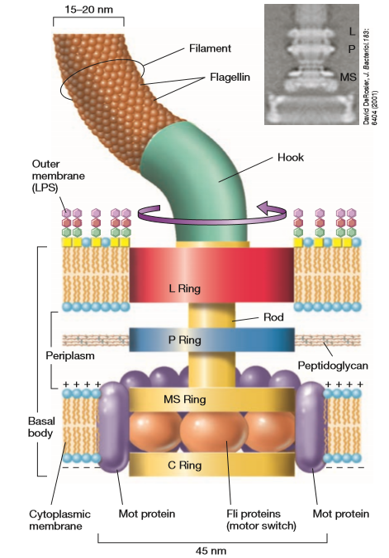 15–20 nm
L
P
MS
David DeRosier, J. Bacteriol. 183:
6404 (2001)
Filament
Flagellin
Outer
membrane
(LPS)
Hook
L Ring
Rod
P Ring
Periplasm
Peptidoglycan
+ + + +
+ + + +
MS Ring
Basal
body
C Ring
– – – –
– – – –
Cytoplasmic
membrane
Mot protein
Fli proteins
(motor switch)
Mot protein
45 nm